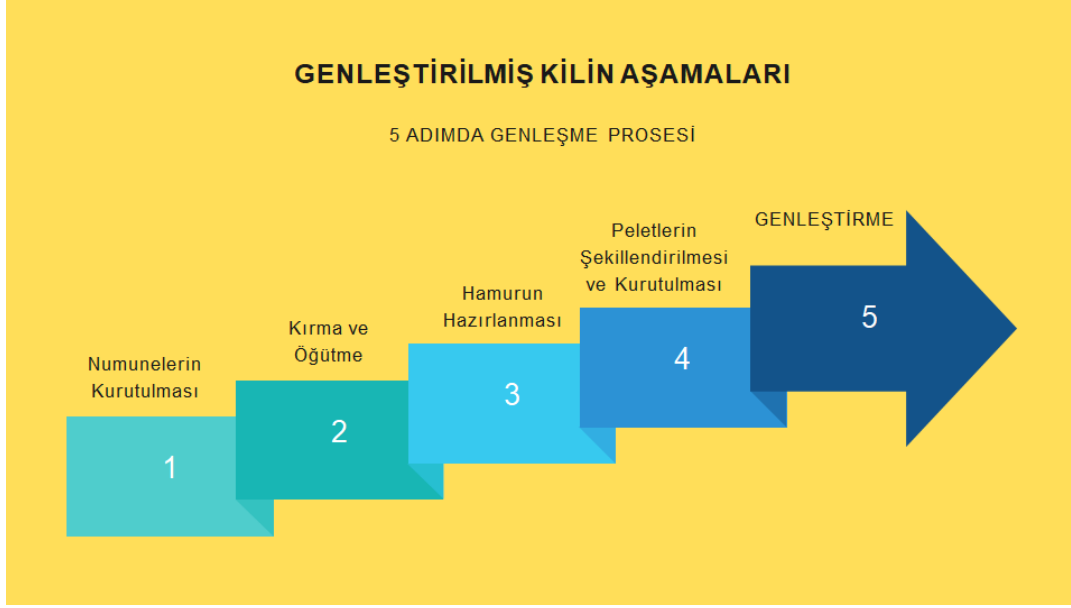 GENLEŞTİRİLMİŞ KİLİN AŞAMALARI
5 ADIMDA GENLEŞME PROSESİ
Numunelerin
Kurutulması
1
Kırma ve
Öğütme
2
Hamurun
Hazırlanması
3
Peletlerin
Şekillendirilmesi
ve Kurutulması
4
GENLEŞTİRME
5